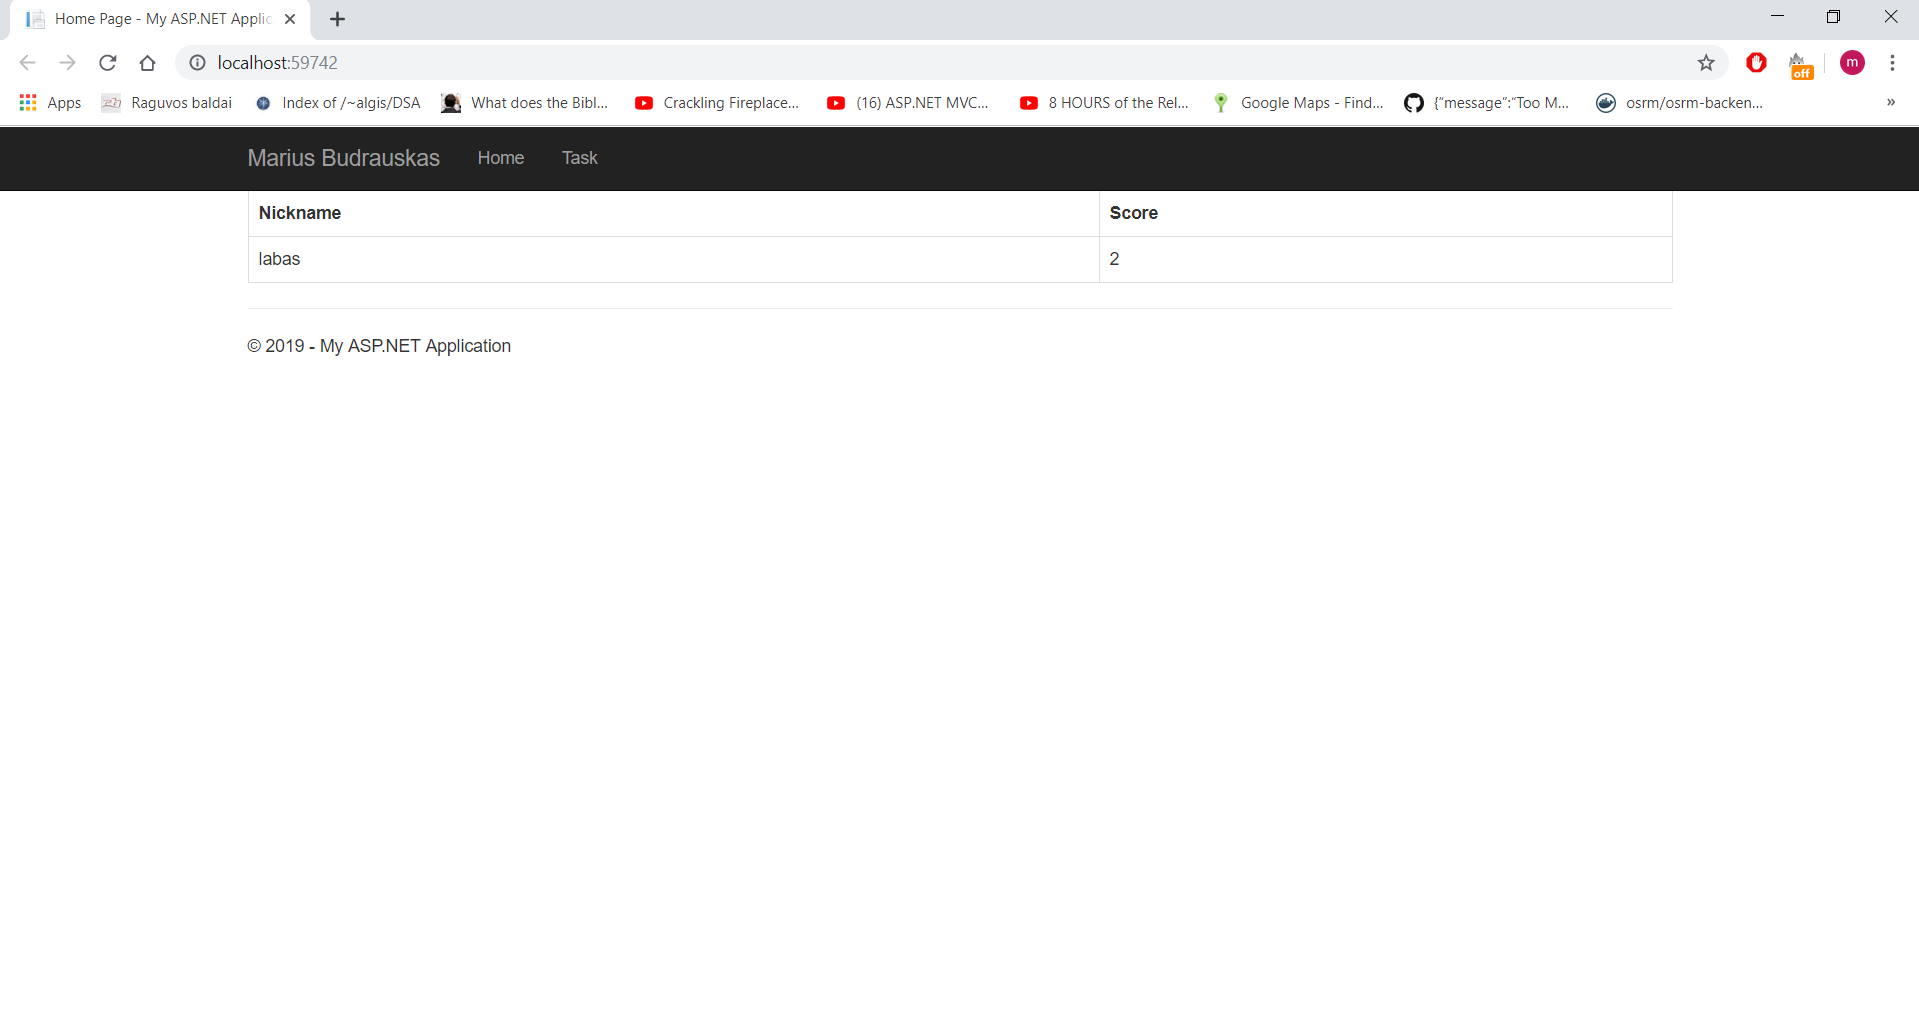 Home Page - My ASP.NET Applic
localhost:59742
off
m
Apps Raguvos baldai Index of /~algis/DSA What does the Bibl... Crackling Fireplace... (16) ASP.NET MVC... 8 HOURS of the Rel... Google Maps - Find... {"message":"Too M... osrm/osrm-backen... »
Marius Budrauskas Home Task
Nickname Score
labas 2
© 2019 - My ASP.NET Application